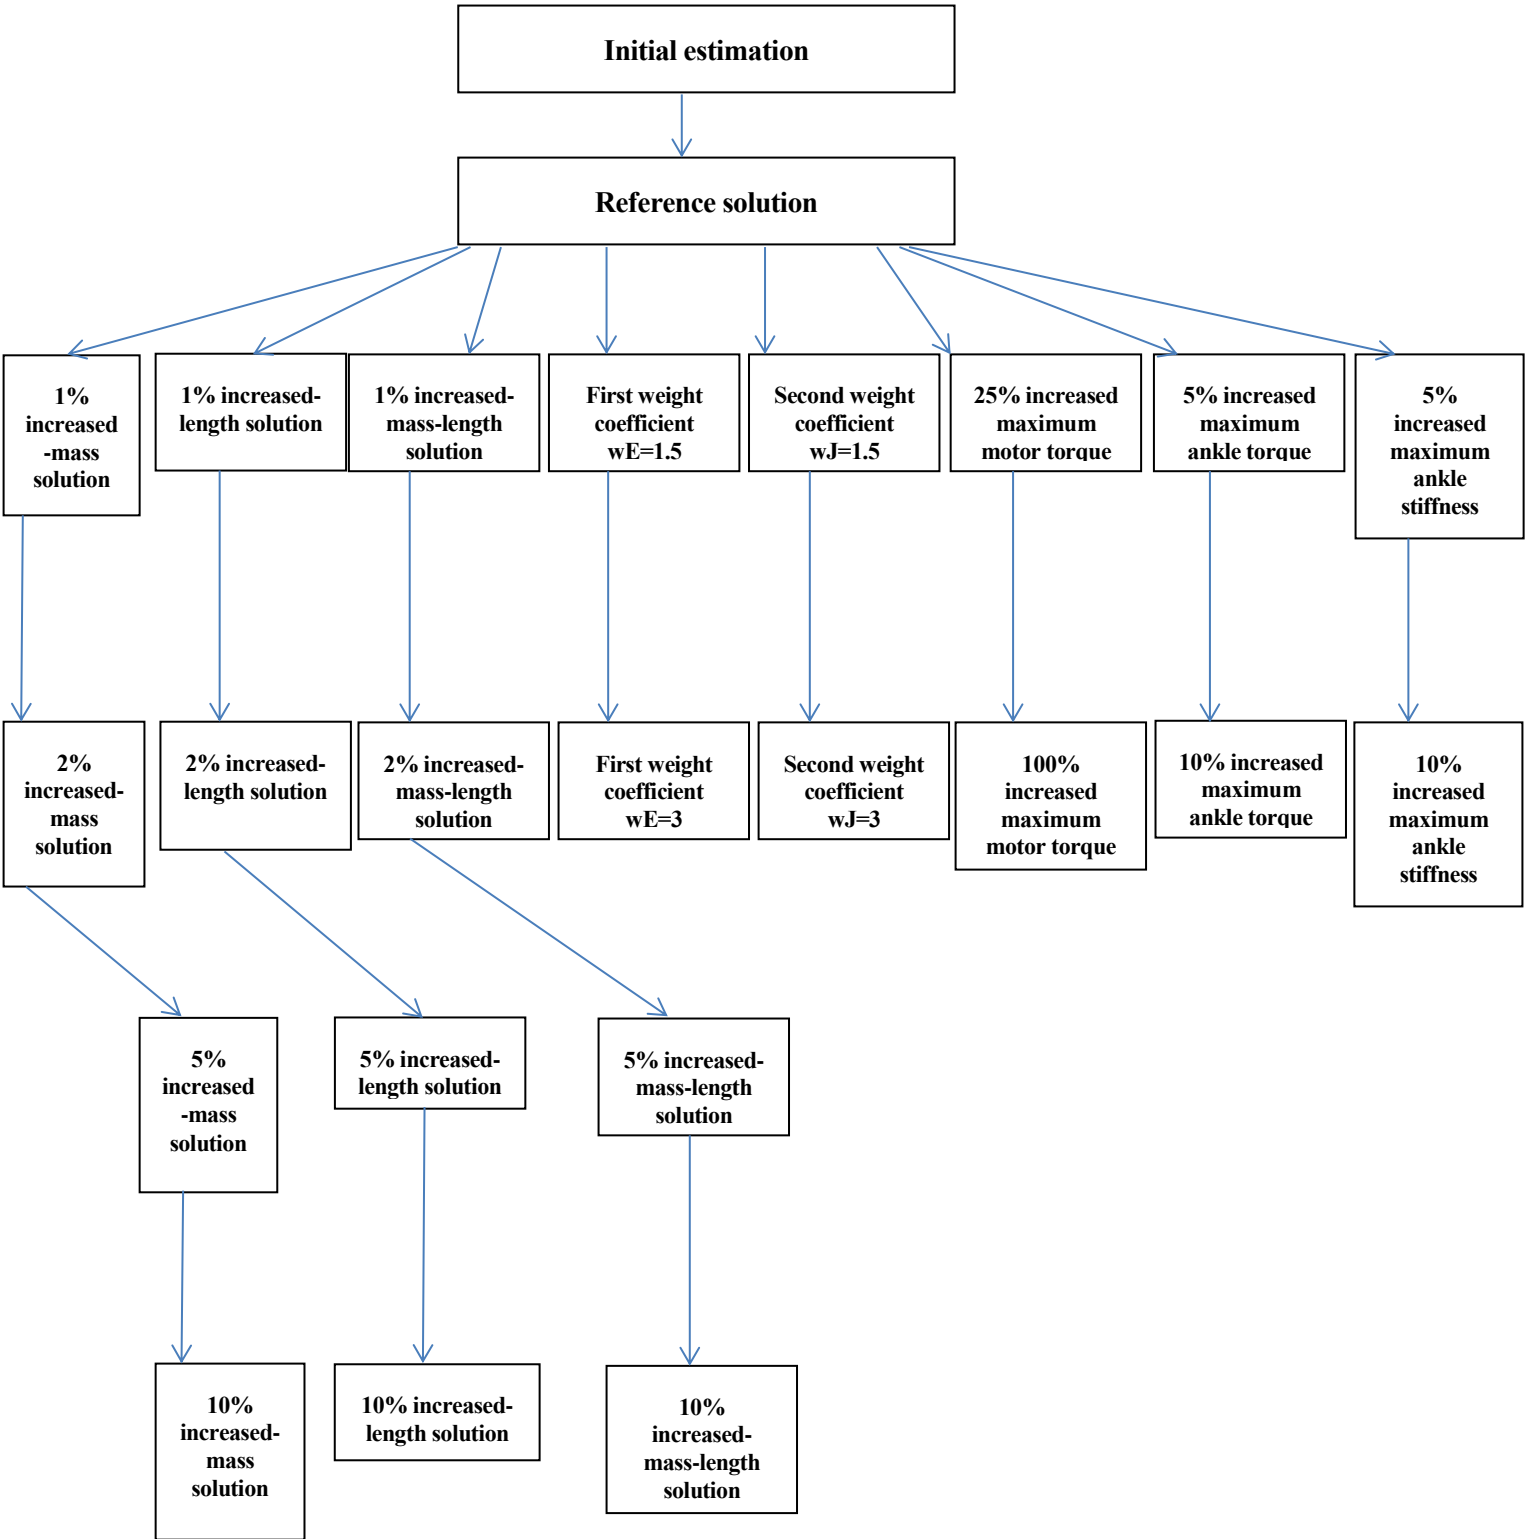 Initial estimation
Reference solution
1%
increased
-mass
solution
1% increased-
length solution
1% increased-
mass-length
solution
First weight
coefficient
wE=1.5
Second weight
coefficient
wJ=1.5
25% increased
maximum
motor torque
5% increased
maximum
ankle torque
5%
increased
maximum
ankle
stiffness
2%
increased-
mass
solution
2% increased-
length solution
2% increased-
mass-length
solution
First weight
coefficient
wE=3
Second weight
coefficient
wJ=3
100%
increased
maximum
motor torque
10% increased
maximum
ankle torque
10%
increased
maximum
ankle
stiffness
5%
increased
-mass
solution
5% increased-
length solution
5% increased-
mass-length
solution
10%
increased-
mass
solution
10% increased-
length solution
10%
increased-
mass-length
solution